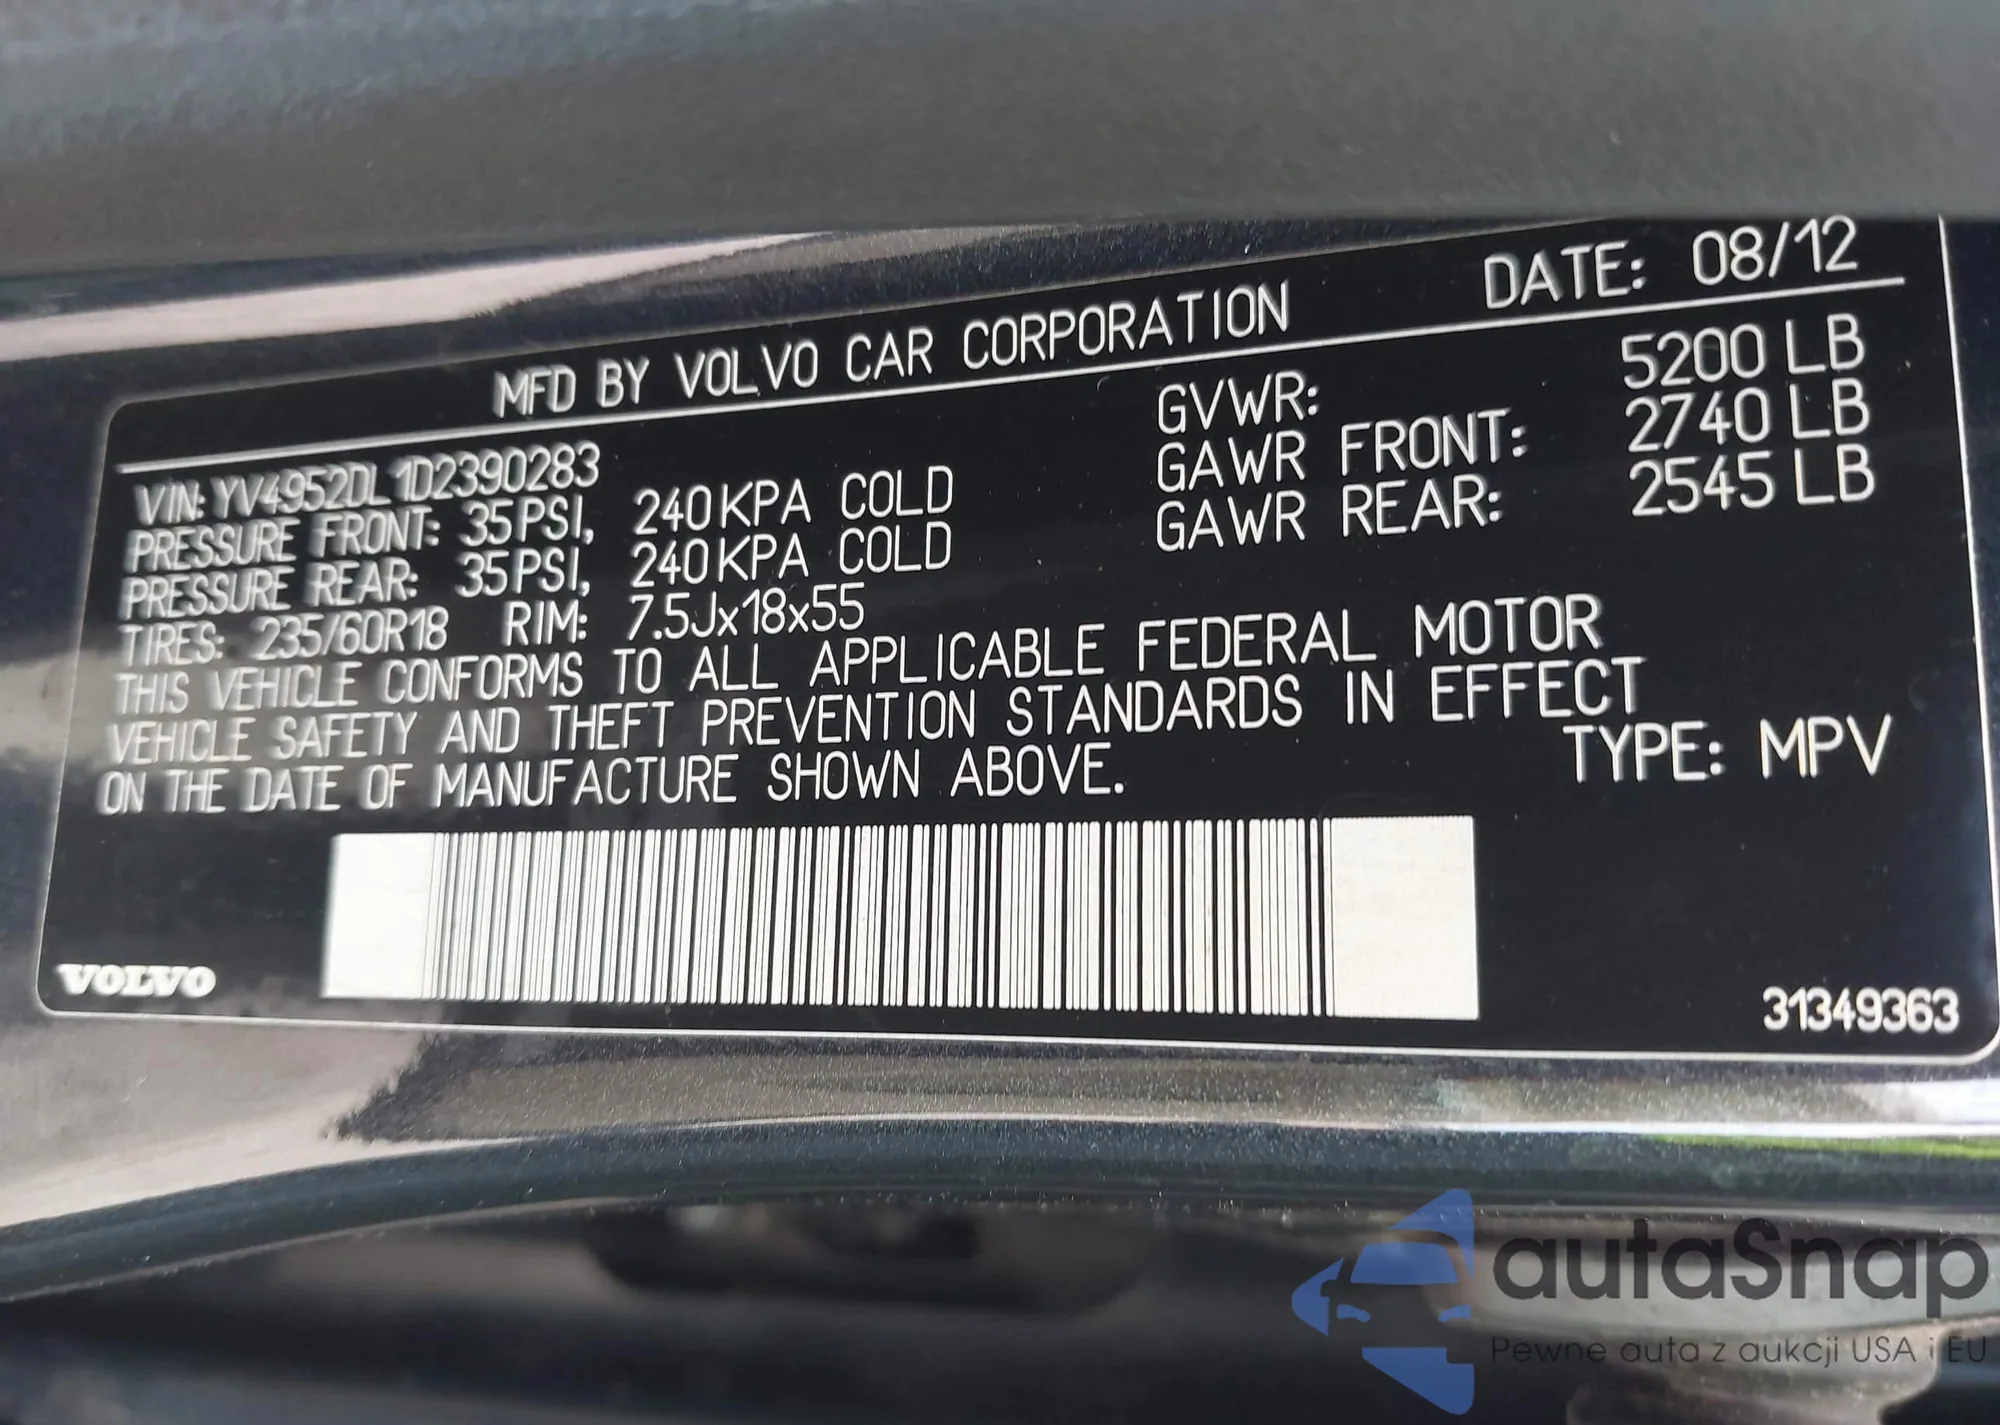 MFD BY VOLVO CAR CORPORATION DATE: 08/12
VIN: YV4952DL1D2390283 GVWR: 5200 LB
PRESSURE FRONT: 35PSI, 240KPA COLD GAWR FRONT: 2740 LB
PRESSURE REAR: 35PSI, 240KPA COLD GAWR REAR: 2545 LB
TIRES: 235/60R18 RIM: 7.5Jx18x55
THIS VEHICLE CONFORMS TO ALL APPLICABLE FEDERAL MOTOR
VEHICLE SAFETY AND THEFT PREVENTION STANDARDS IN EFFECT
ON THE DATE OF MANUFACTURE SHOWN ABOVE. TYPE: MPV
VOLVO
31349363
autaSnap
Pewne auta z aukcji USA i EU